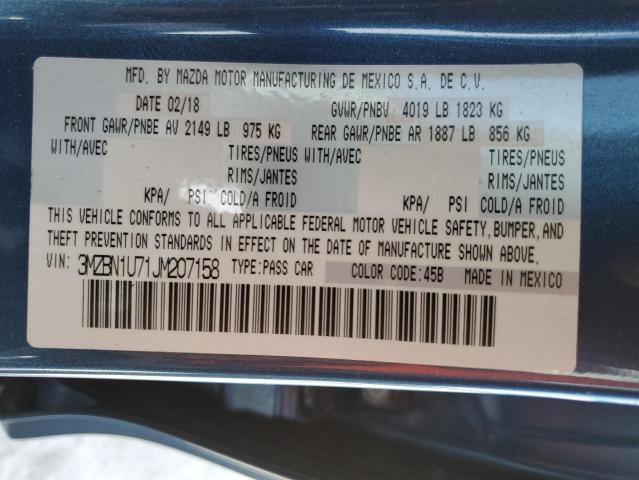 MFD. BY MAZDA MOTOR MANUFACTURING DE MEXICO S.A. DE C.V.
DATE 02/18 GVWR/PNBV 4019 LB 1823 KG
FRONT GAWR/PNBE AV 2149 LB 975 KG REAR GAWR/PNBE AR 1887 LB 856 KG
WITH/AVEC TIRES/PNEUS WITH/AVEC TIRES/PNEUS
RIMS/JANTES RIMS/JANTES
KPA/ PSI COLD/A FROID KPA/ PSI COLD/A FROID
THIS VEHICLE CONFORMS TO ALL APPLICABLE FEDERAL MOTOR VEHICLE SAFETY, BUMPER, AND
THEFT PREVENTION STANDARDS IN EFFECT ON THE DATE OF MANUFACTURE SHOWN ABOVE.
VIN: 3MZBN1U71JM207158 TYPE:PASS CAR COLOR CODE:45B MADE IN MEXICO